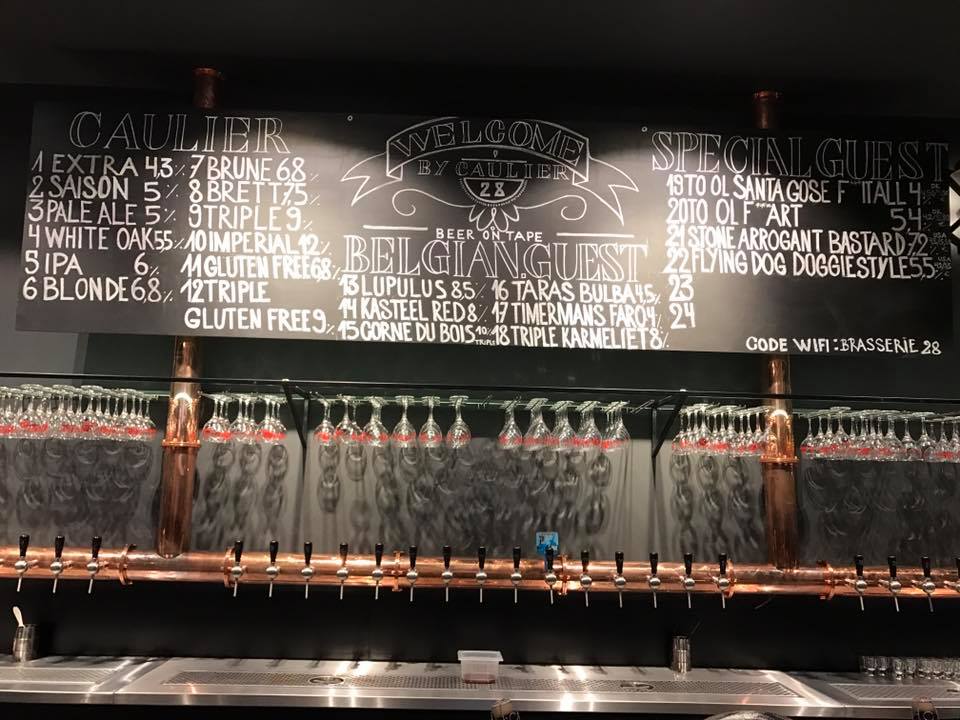 CAULIER
1 EXTRA 4,3%
2 SAISON 5%
3 PALE ALE 5%
4 WHITE OAK 5,5%
5 IPA 6%
6 BLONDE 6,8%
7 BRUNE 6,8%
8 BRETT 7,5%
9 TRIPLE 9%
10 IMPERIAL 12%
11 GLUTEN FREE 6,8%
12 TRIPLE
GLUTEN FREE 9%
WELCOME
BY CAULIER
28
BEER ON TAPE
BELGIAN.GUEST
13 LUPULUS 8,5%
14 KASTEEL RED 8%
15 CORNE DU BOIS 10%
TRIPLE
16 TARAS BULBA 4,5%
17 TIMERMANS FARO 4%
18 TRIPLE KARMELIET 8%
SPECIAL GUEST
19 TO OL SANTA GOSE F**ITALL 4
20 TO OL F**ART 5,4
21 STONE ARROGANT BASTARD 7,2
22 FLYING DOG DOGGIESTYLE 5,5%
23
24
CODE WIFI : BRASSERIE 28